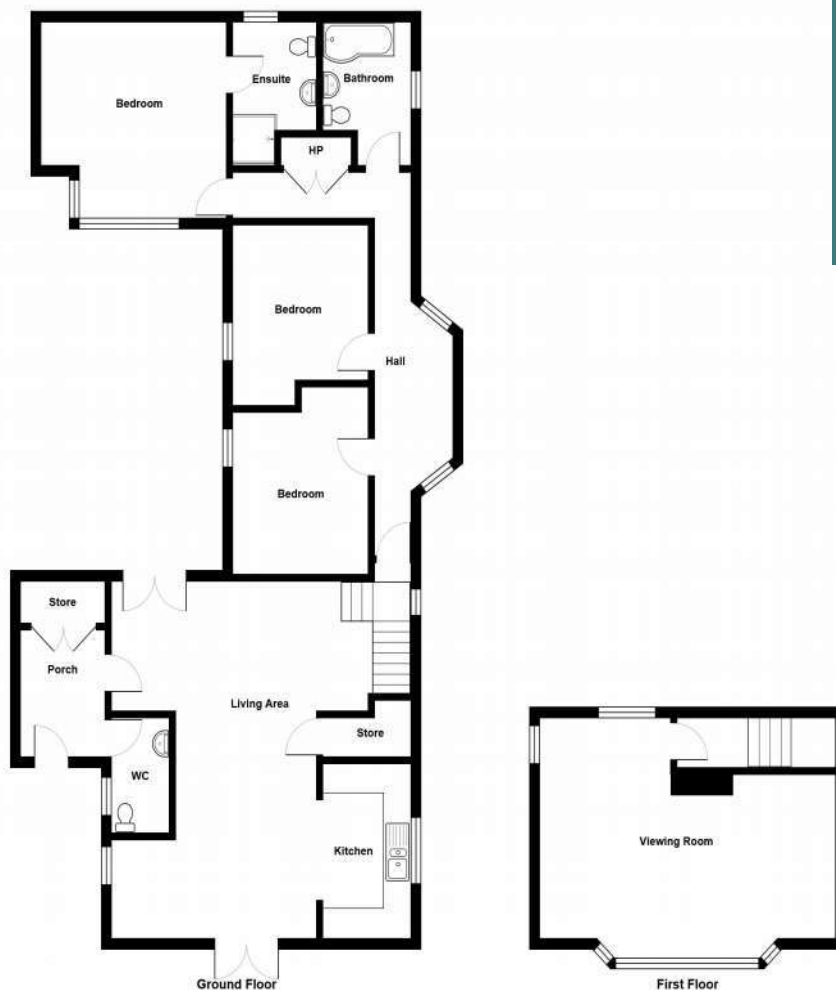 Ensuite
Bathroom
Bedroom
HP
Bedroom
Hall
Bedroom
Store
Porch
Living Area
Store
WC
Kitchen
Ground Floor
Viewing Room
First Floor